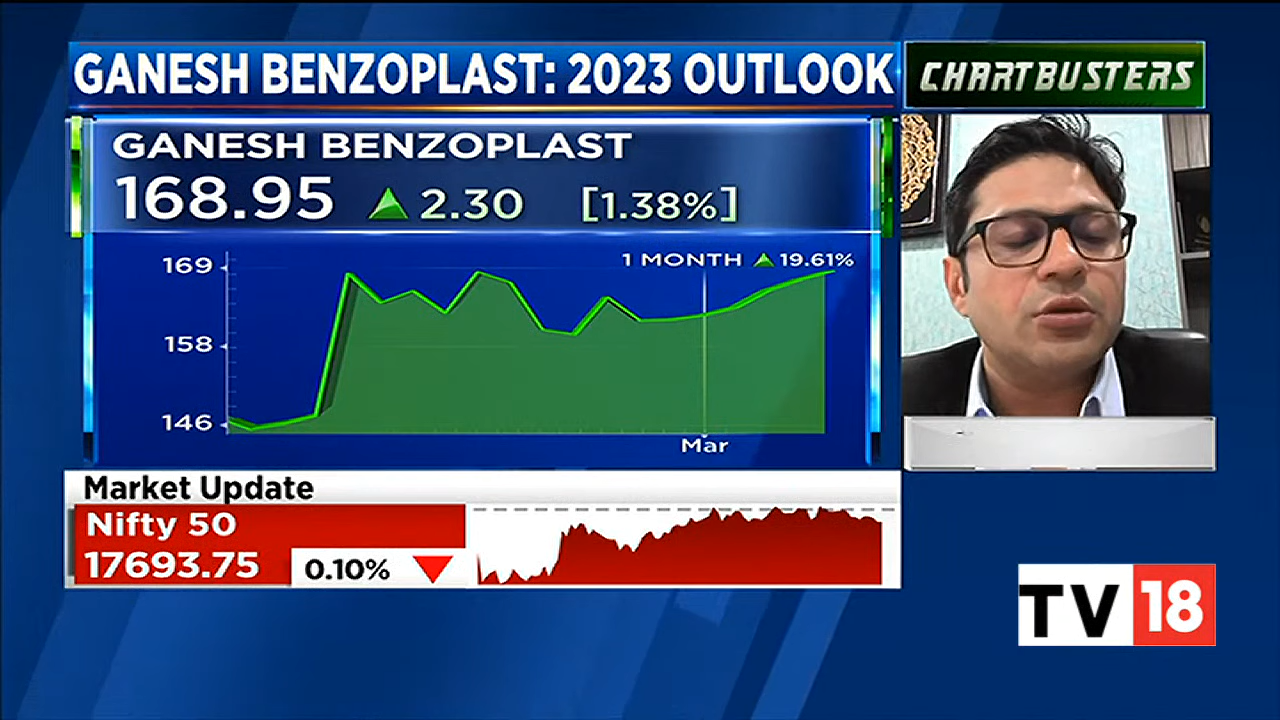 GANESH BENZOPLAST: 2023 OUTLOOK
CHARTBUSTERS
GANESH BENZOPLAST
168.95 ▲ 2.30 [1.38%]
1 MONTH ▲ 19.61%
169
158
146
Mar
Market Update
Nifty 50
17693.75 0.10% ▼
TV18